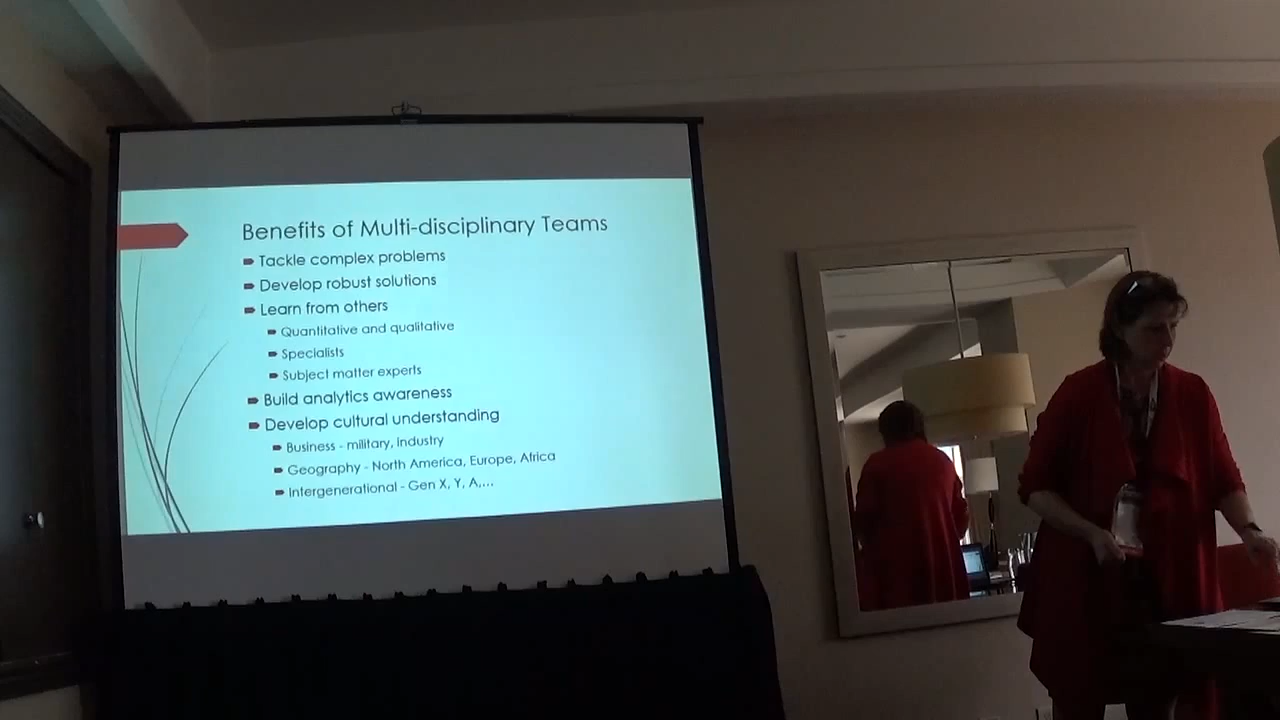 Benefits of Multi-disciplinary Teams
Tackle complex problems
Develop robust solutions
Learn from others
Quantitative and qualitative
Specialists
Subject matter experts
Build analytics awareness
Develop cultural understanding
Business - military, industry
Geography - North America, Europe, Africa
Intergenerational - Gen X, Y, A,...